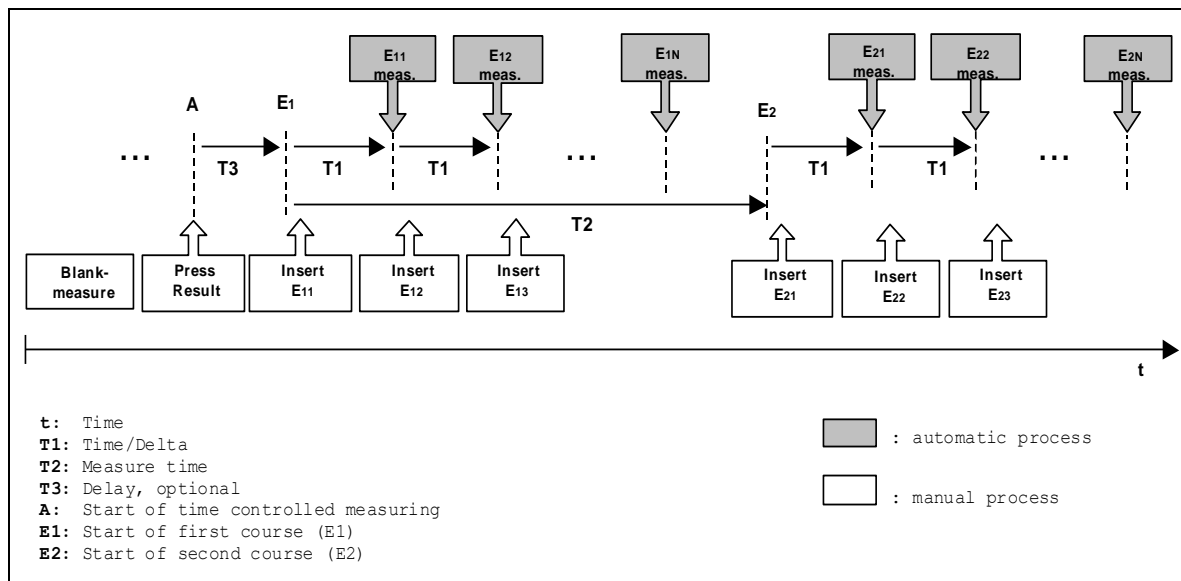 E11 meas.
E12 meas.
E1N meas.
E21 meas.
E22 meas.
E2N meas.
A
E1
E2
...
T3
T1
T1
...
T1
T1
...
T2
Blank-
measure
Press
Result
Insert
E11
Insert
E12
Insert
E13
Insert
E21
Insert
E22
Insert
E23
t
t: Time
T1: Time/Delta
T2: Measure time
T3: Delay, optional
A: Start of time controlled measuring
E1: Start of first course (E1)
E2: Start of second course (E2)
: automatic process
: manual process